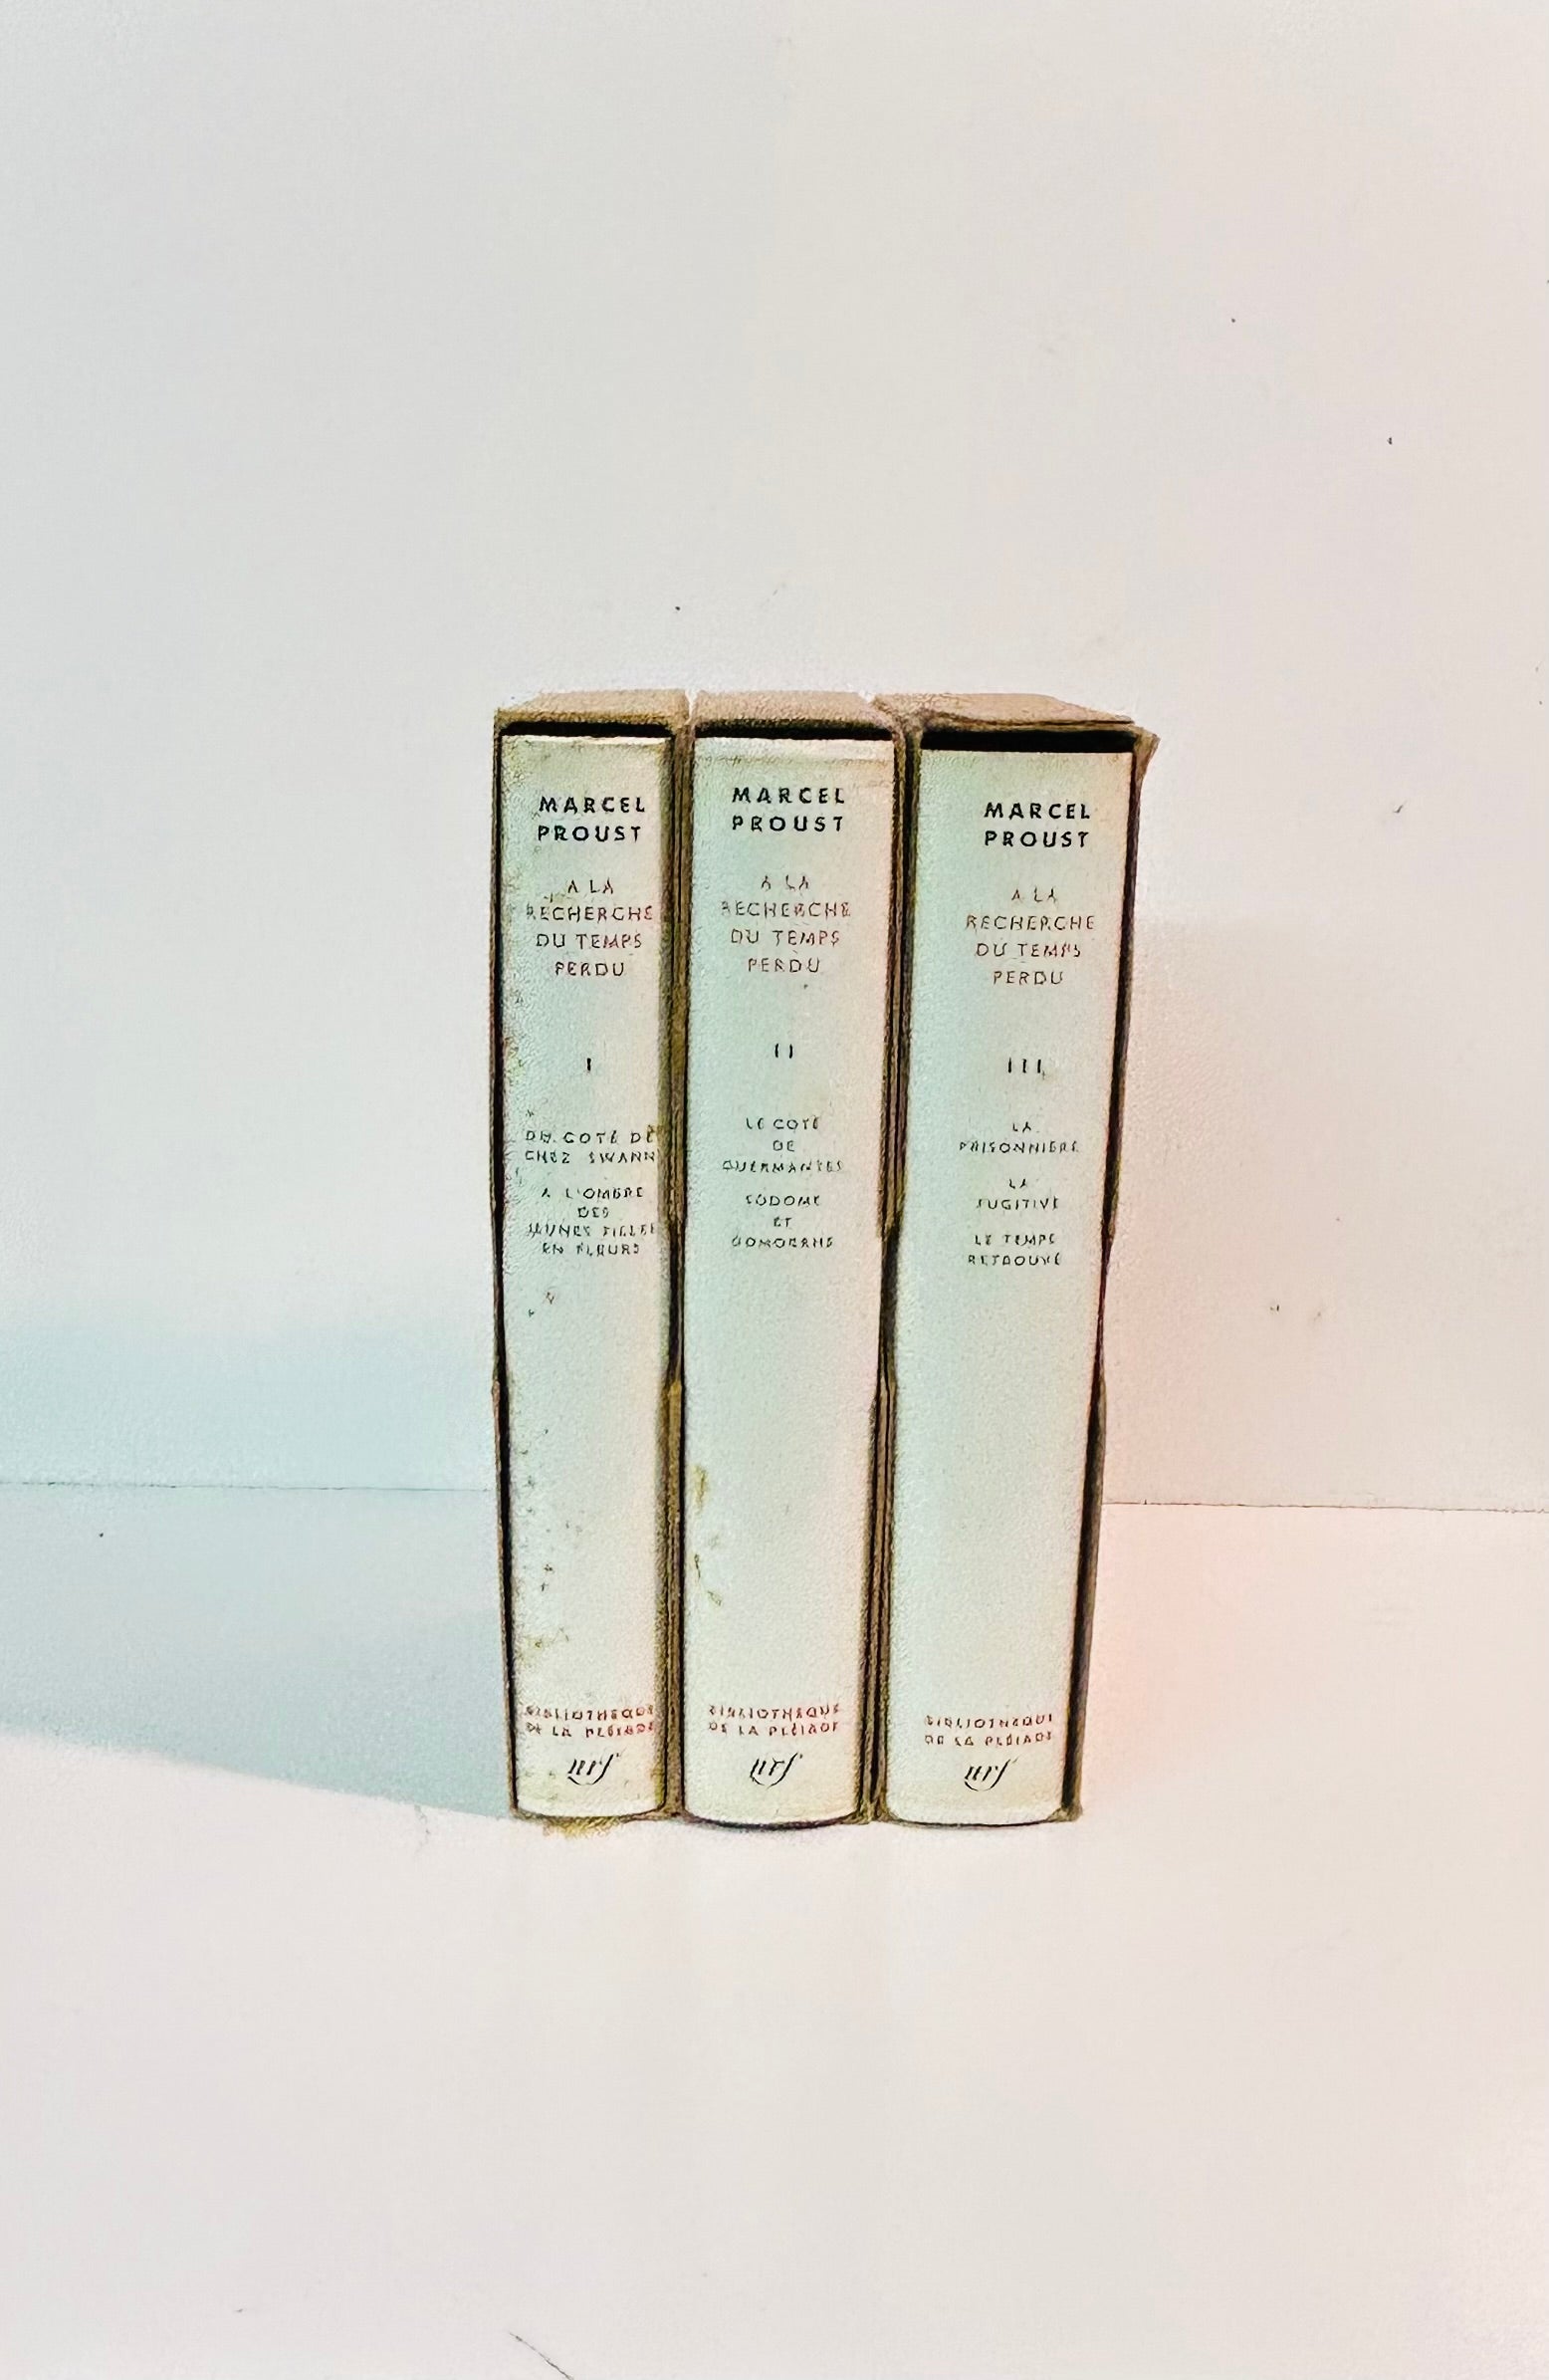 MARCEL
PROUST
A LA
RECHERCHE
DU TEMPS
PERDU
I
DU COTÉ DE
CHEZ SWANN
A L'OMBRE
DES
JEUNES FILLES
EN FLEURS
BIBLIOTHEQUE
DE LA PLÉIADE
nrf
MARCEL
PROUST
A LA
RECHERCHE
DU TEMPS
PERDU
II
LE COTÉ
DE
GUERMANTES
SODOME
ET
GOMORRHE
BIBLIOTHEQUE
DE LA PLÉIADE
nrf
MARCEL
PROUST
A LA
RECHERCHE
DU TEMPS
PERDU
III
LA
PRISONNIERE
LA
FUGITIVE
LE TEMPS
RETROUVÉ
BIBLIOTHEQUE
DE LA PLÉIADE
nrf